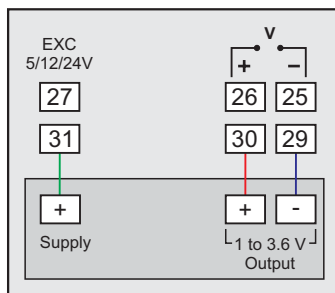 EXC
5/12/24V
V
+ −
27
26 25
31
30 29
+
+ -
Supply
1 to 3.6 V
Output